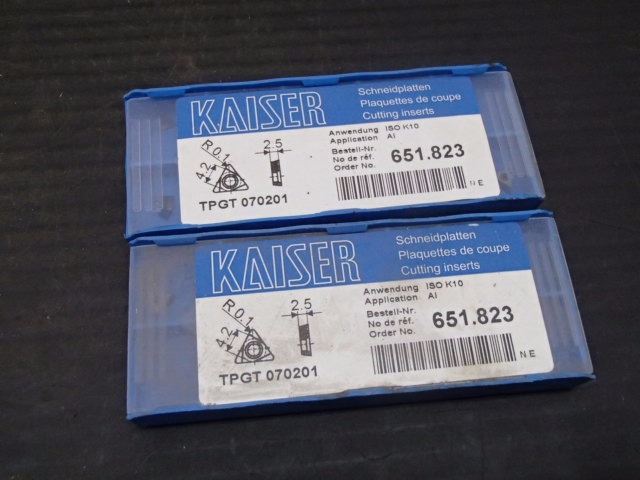 KAISER
Schneidplatten
Plaquettes de coupe
Cutting inserts
R 0.1
4.2
2.5
TPGT 070201
Anwendung ISO K10
Application Al
Bestell-Nr.
No de réf. 651.823
Order No.
N E
KAISER
Schneidplatten
Plaquettes de coupe
Cutting inserts
R 0.1
4.2
2.5
TPGT 070201
Anwendung ISO K10
Application Al
Bestell-Nr.
No de réf. 651.823
Order No.
N E